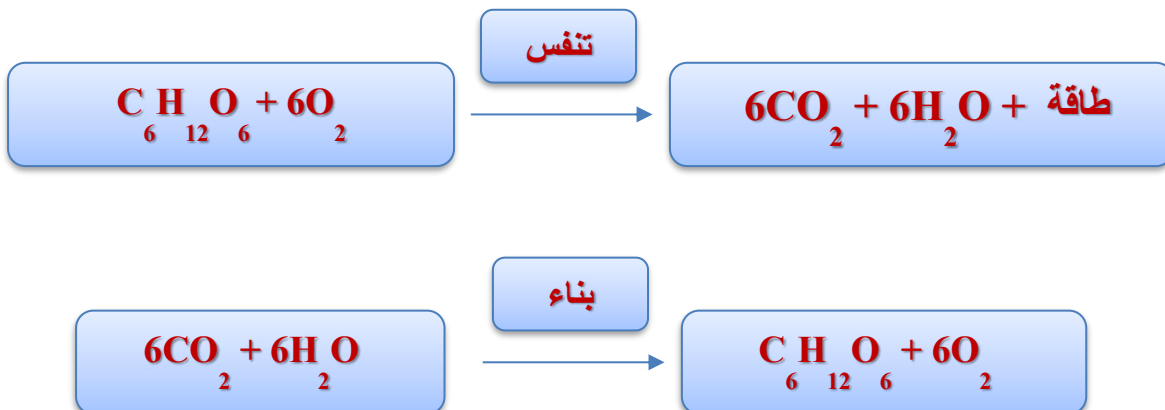 تنفس
C₆H₁₂O₆ + 6O₂
6CO₂ + 6H₂O + طاقة
بناء
6CO₂ + 6H₂O
C₆H₁₂O₆ + 6O₂